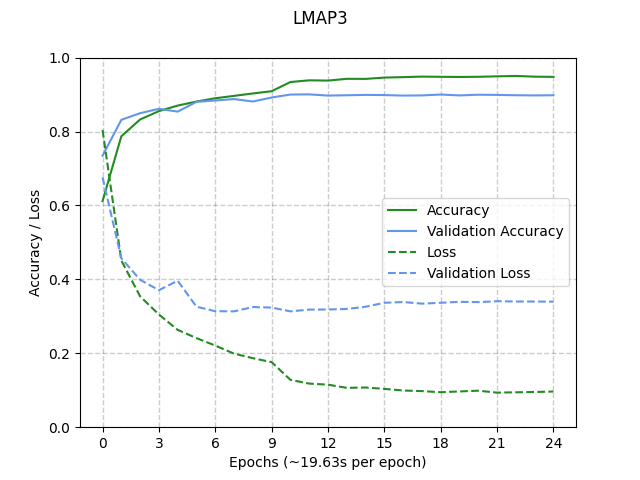 LMAP3
1.0
0.8
0.6
0.4
0.2
0.0
Accuracy / Loss
Accuracy
Validation Accuracy
Loss
Validation Loss
0 3 6 9 12 15 18 21 24
Epochs (~19.63s per epoch)